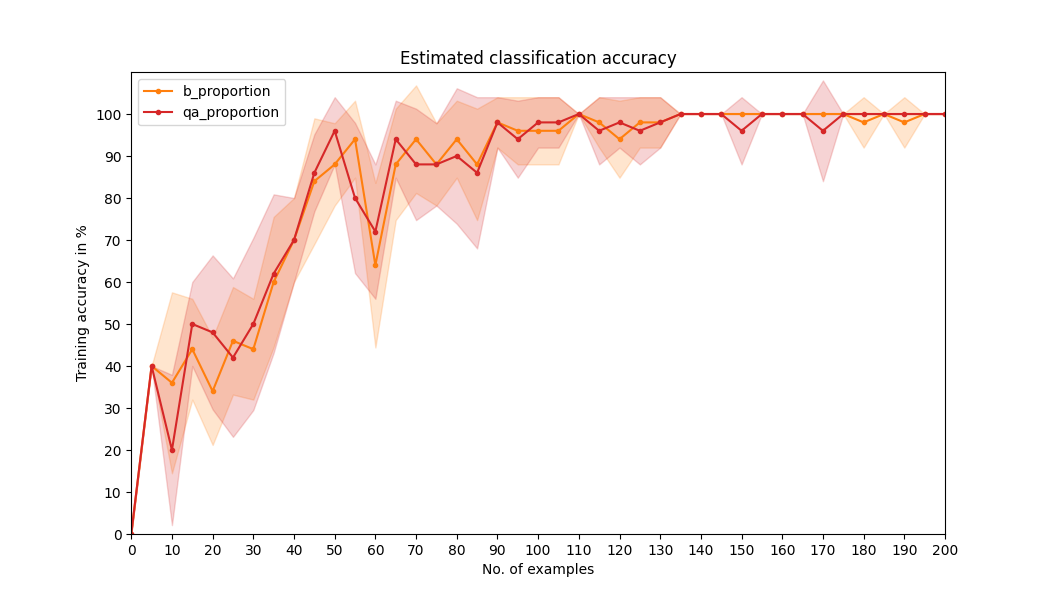 Estimated classification accuracy
b_proportion
qa_proportion
Training accuracy in %
100
90
80
70
60
50
40
30
20
10
0
0 10 20 30 40 50 60 70 80 90 100 110 120 130 140 150 160 170 180 190 200
No. of examples